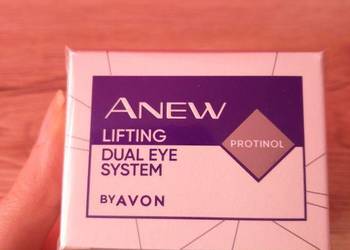 ANEW
LIFTING
DUAL EYE
SYSTEM
PROTINOL
BY AVON